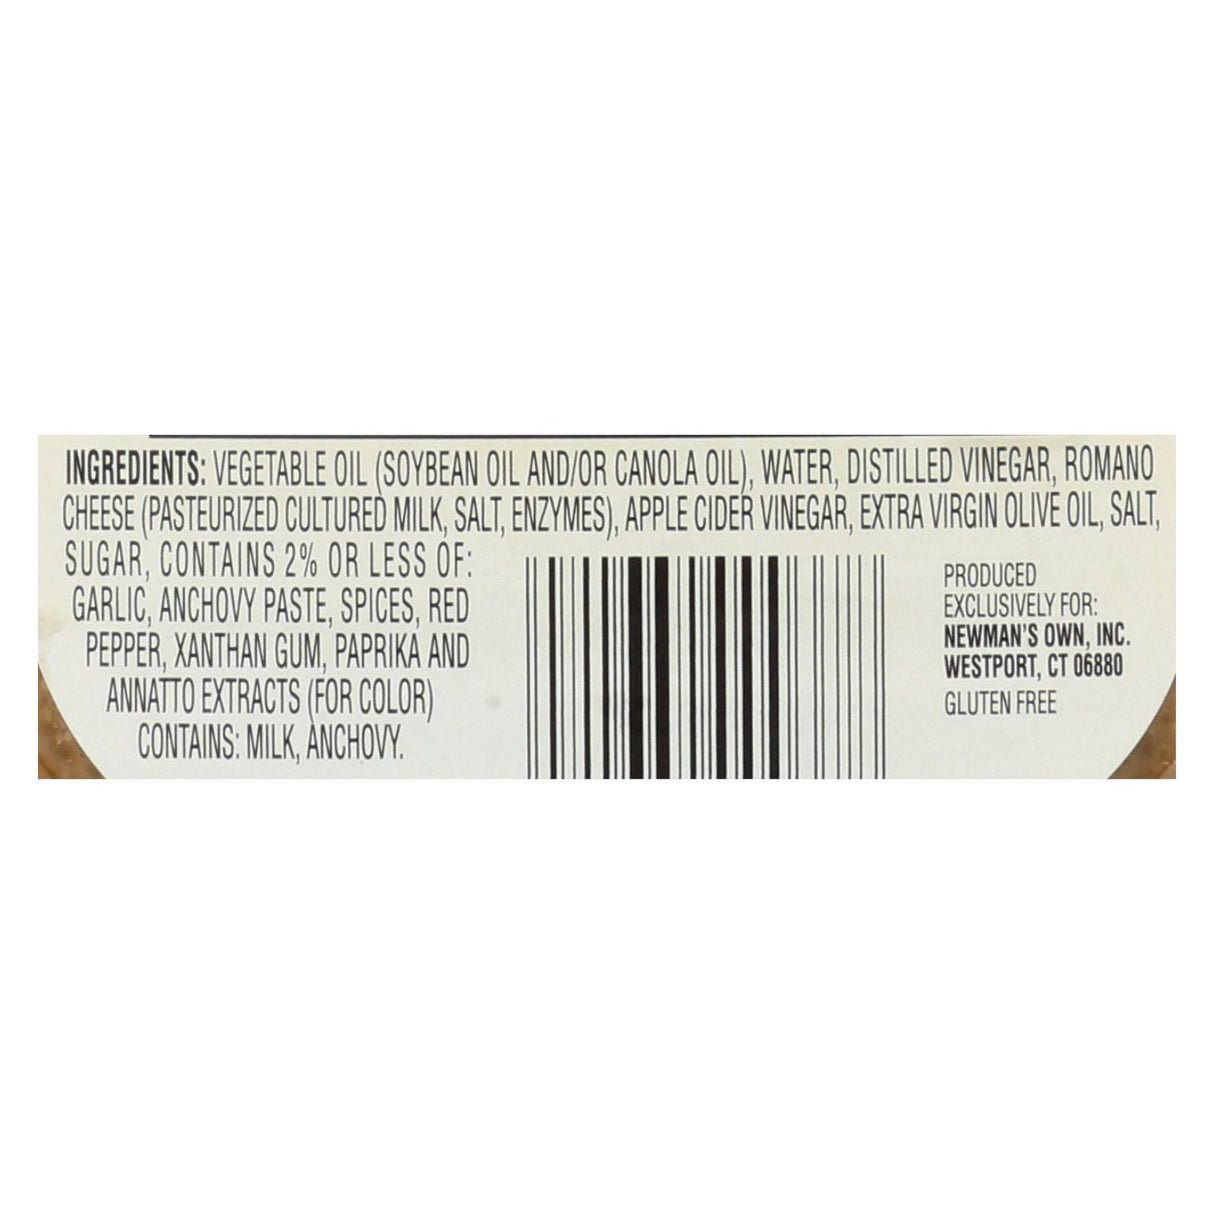 INGREDIENTS: VEGETABLE OIL (SOYBEAN OIL AND/OR CANOLA OIL), WATER, DISTILLED VINEGAR, ROMANO
CHEESE (PASTEURIZED CULTURED MILK, SALT, ENZYMES), APPLE CIDER VINEGAR, EXTRA VIRGIN OLIVE OIL, SALT,
SUGAR, CONTAINS 2% OR LESS OF:
GARLIC, ANCHOVY PASTE, SPICES, RED
PEPPER, XANTHAN GUM, PAPRIKA AND
ANNATTO EXTRACTS (FOR COLOR)
CONTAINS: MILK, ANCHOVY.
PRODUCED
EXCLUSIVELY FOR:
NEWMAN'S OWN, INC.
WESTPORT, CT 06880
GLUTEN FREE